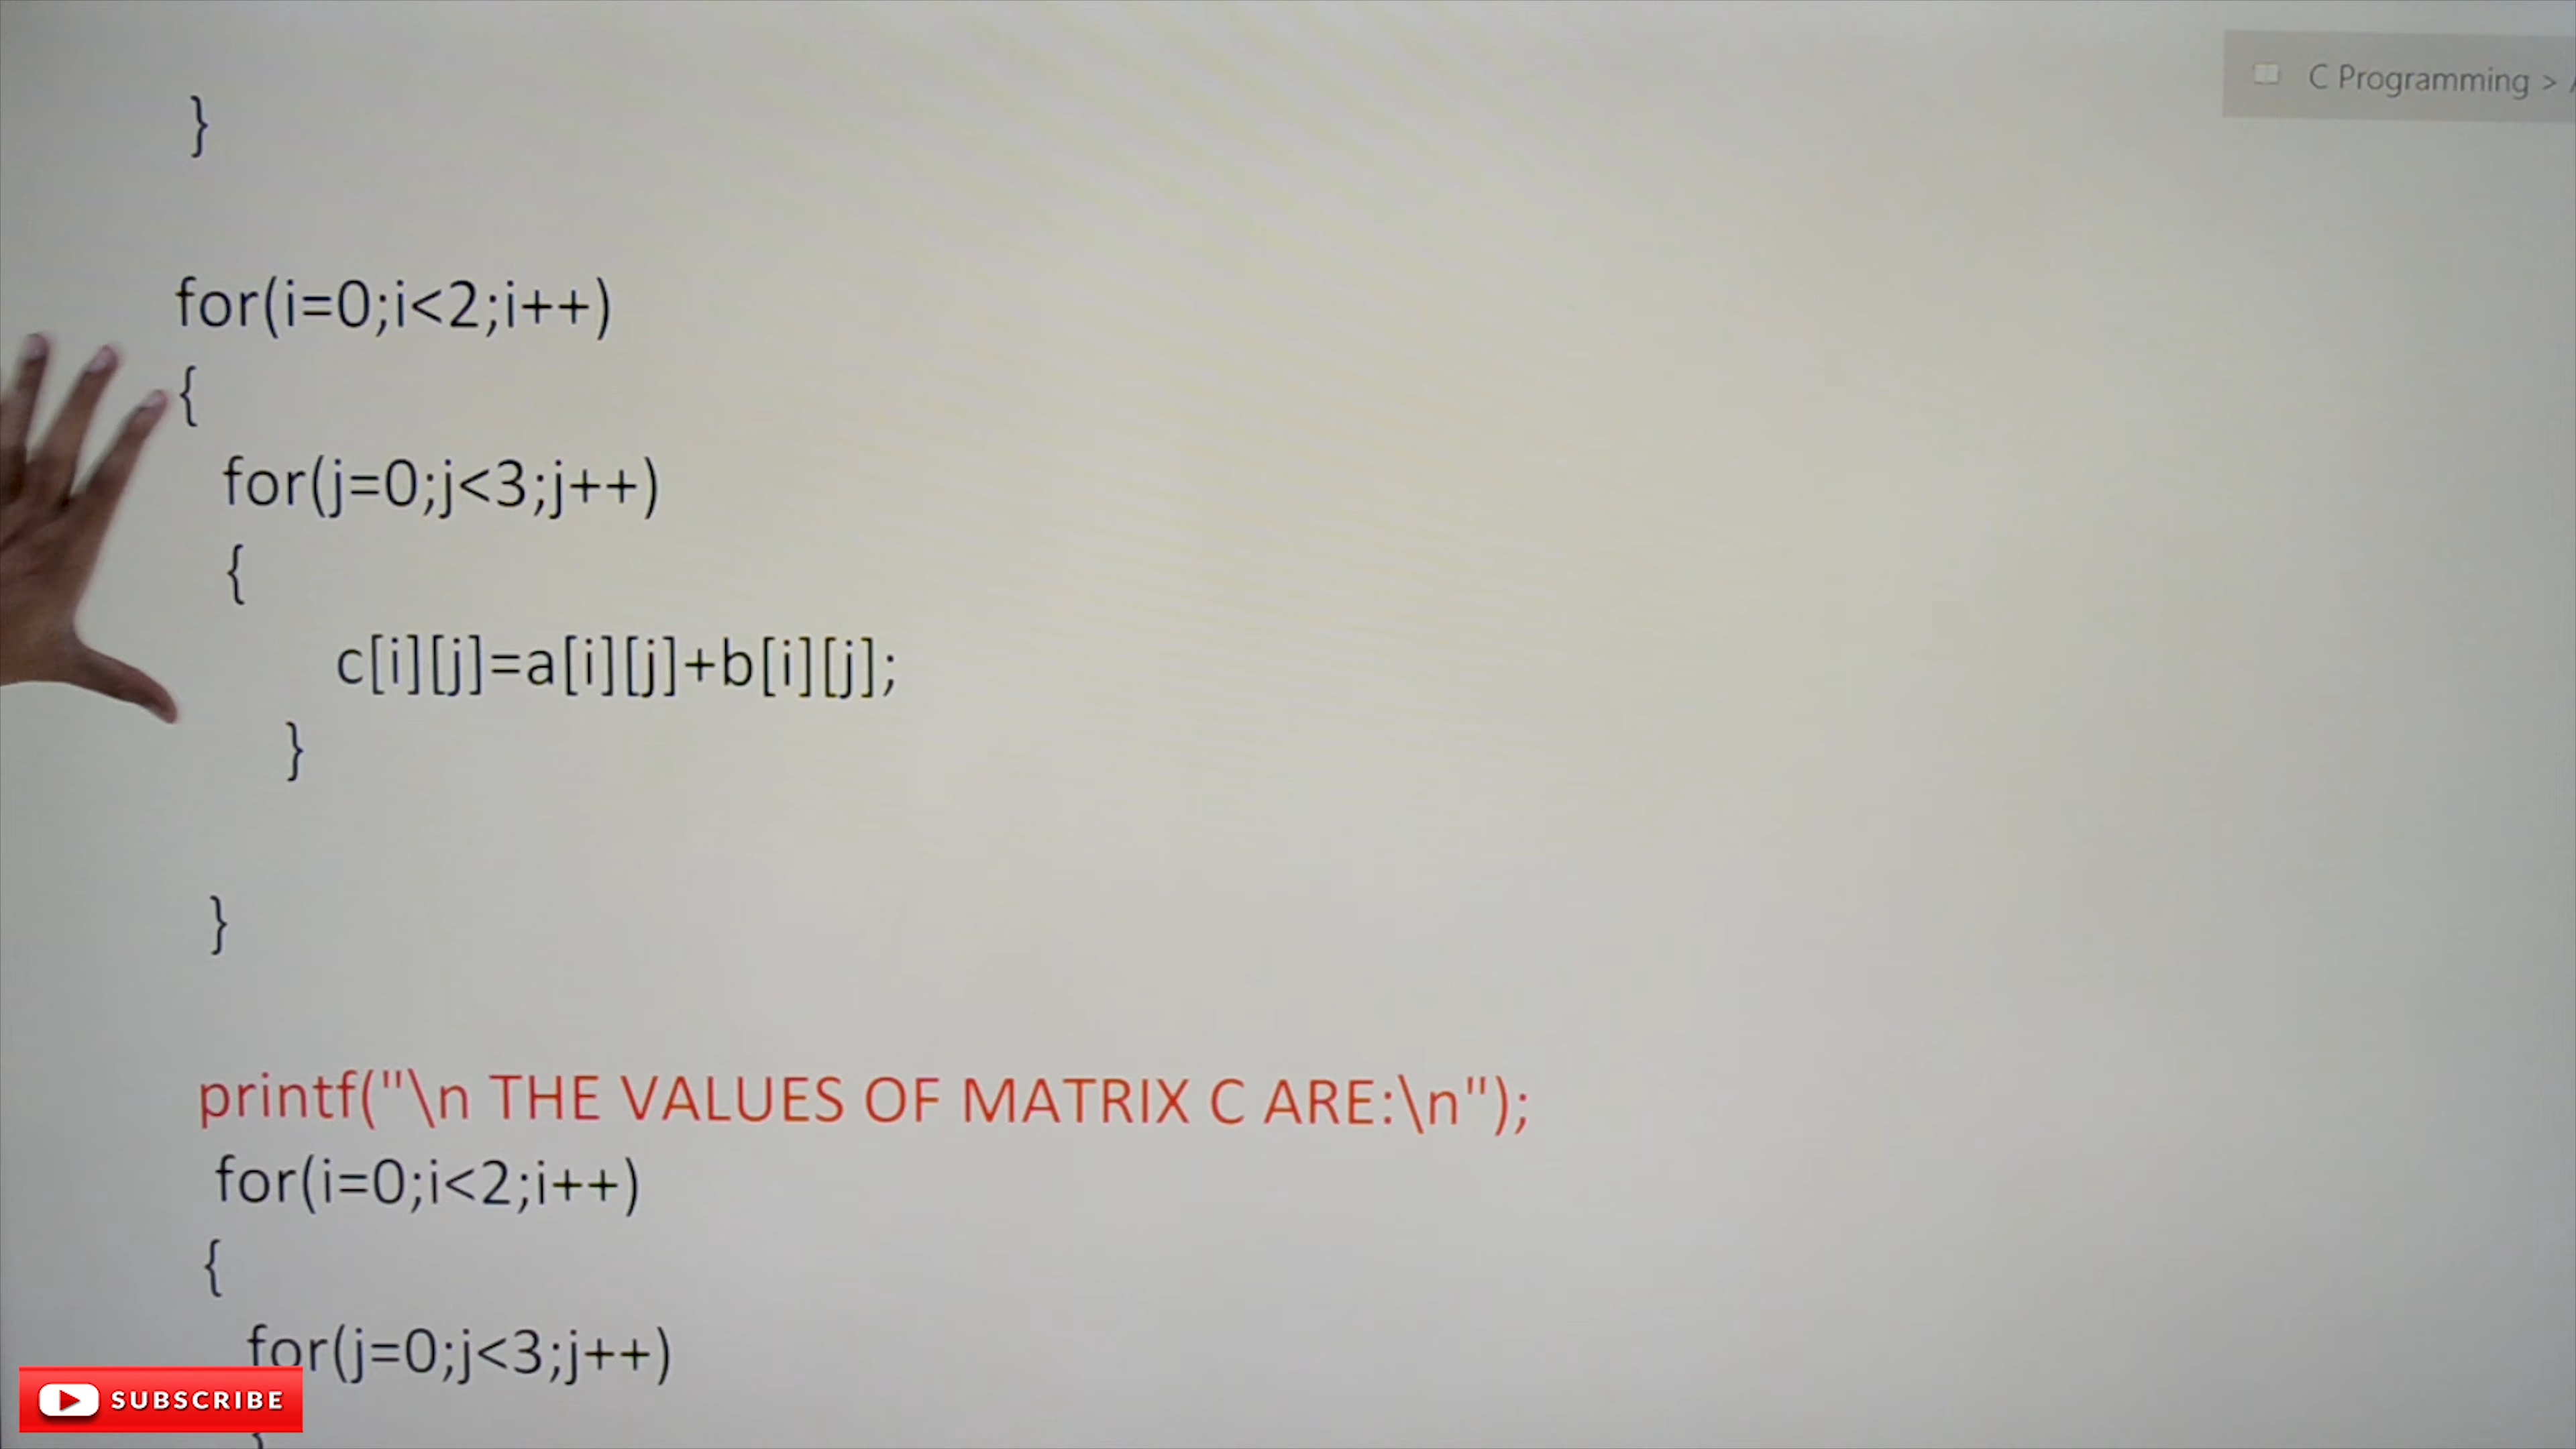 C Programming >
}
for(i=0;i<2;i++)
{
for(j=0;j<3;j++)
{
c[i][j]=a[i][j]+b[i][j];
}
}
printf("\n THE VALUES OF MATRIX C ARE:\n");
for(i=0;i<2;i++)
{
for(j=0;j<3;j++)
{
SUBSCRIBE